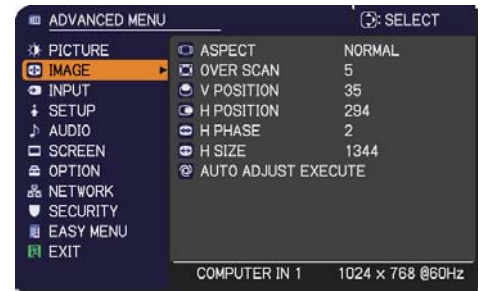 ADVANCED MENU : SELECT
PICTURE
IMAGE
INPUT
SETUP
AUDIO
SCREEN
OPTION
NETWORK
SECURITY
EASY MENU
EXIT
ASPECT NORMAL
OVER SCAN 5
V POSITION 35
H POSITION 294
H PHASE 2
H SIZE 1344
AUTO ADJUST EXECUTE
COMPUTER IN 1 1024 x 768 @60Hz